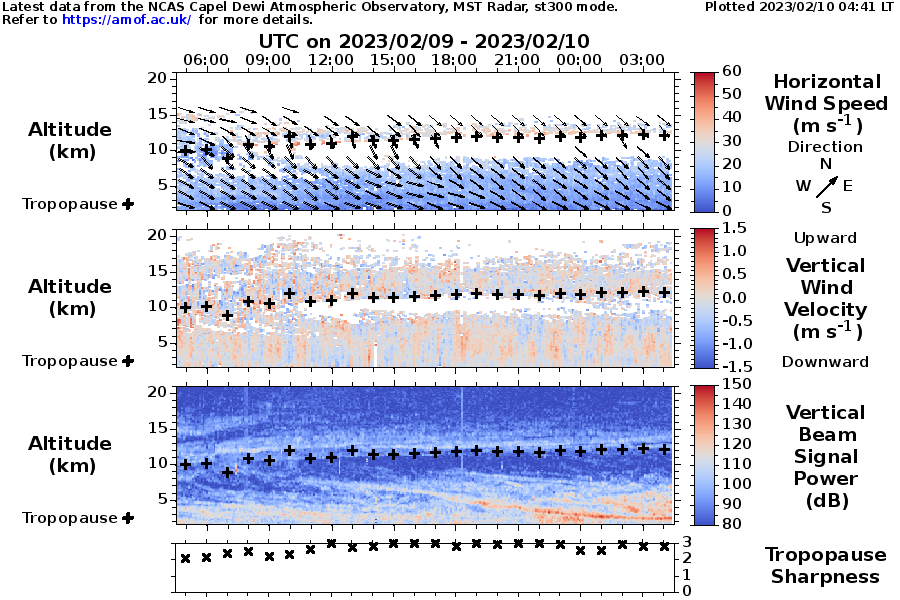 Latest data from the NCAS Capel Dewi Atmospheric Observatory, MST Radar, st300 mode.
Plotted 2023/02/10 04:41 LT
Refer to https://amof.ac.uk/ for more details.
UTC on 2023/02/09 - 2023/02/10
06:00 09:00 12:00 15:00 18:00 21:00 00:00 03:00
20
15
10
5
Altitude
(km)
Tropopause
60
50
40
30
20
10
0
Horizontal
Wind Speed
(m s-1)
Direction
N
W E
S
20
15
10
5
Altitude
(km)
Tropopause
1.5
1.0
0.5
0.0
-0.5
-1.0
-1.5
Upward
Vertical
Wind
Velocity
(m s-1)
Downward
20
15
10
5
Altitude
(km)
Tropopause
150
140
130
120
110
100
90
80
Vertical
Beam
Signal
Power
(dB)
3
2
1
0
Tropopause
Sharpness